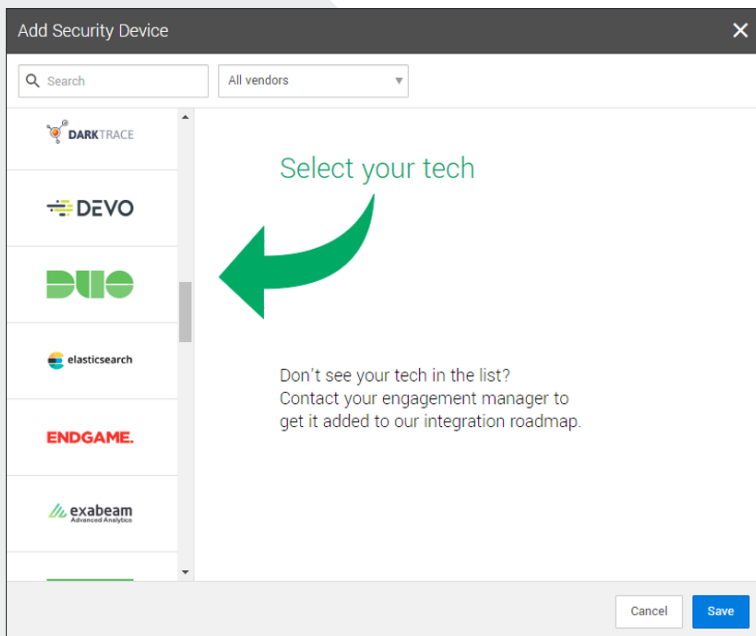 Add Security Device
Search
All vendors
DARKTRACE
DEVO
DUO
elasticsearch
ENDGAME.
exabeam
Advanced Analytics
Select your tech
Don't see your tech in the list?
Contact your engagement manager to
get it added to our integration roadmap.
Cancel
Save